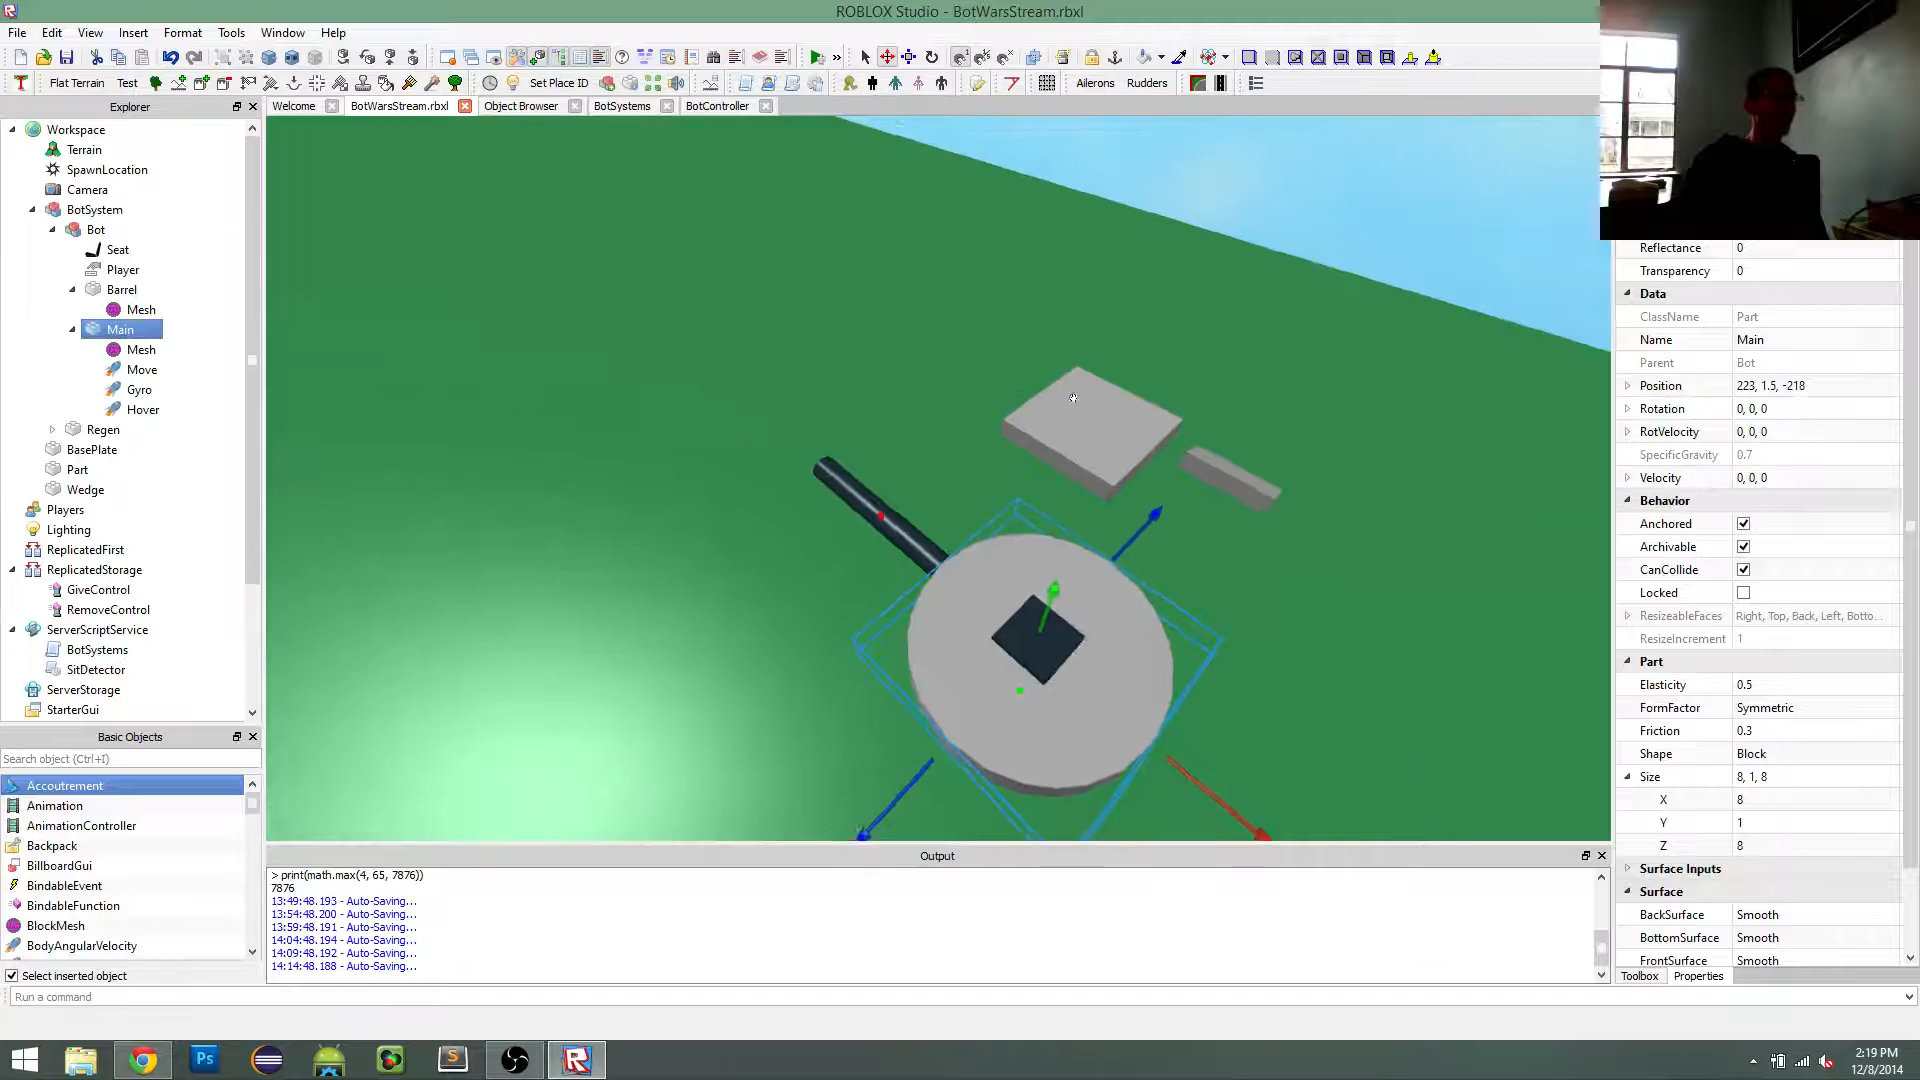 ROBLOX Studio - BotWarsStream.rbxl
File Edit View Insert Format Tools Window Help
Flat Terrain Test Set Place ID Ailerons Rudders
Explorer
Welcome BotWarsStream.rbxl Object Browser BotSystems BotController
Workspace
Terrain
SpawnLocation
Camera
BotSystem
Bot
Seat
Player
Barrel
Mesh
Main
Mesh
Move
Gyro
Hover
Regen
BasePlate
Part
Wedge
Players
Lighting
ReplicatedFirst
ReplicatedStorage
GiveControl
RemoveControl
ServerScriptService
BotSystems
SitDetector
ServerStorage
StarterGui
Basic Objects
Search object (Ctrl+I)
Accoutrement
Animation
AnimationController
Backpack
BillboardGui
BindableEvent
BindableFunction
BlockMesh
BodyAngularVelocity
Select inserted object
Run a command
Output
> print(math.max(4, 65, 7876))
7876
13:49:48.193 - Auto-Saving...
13:54:48.200 - Auto-Saving...
13:59:48.191 - Auto-Saving...
14:04:48.194 - Auto-Saving...
14:09:48.192 - Auto-Saving...
14:14:48.188 - Auto-Saving...
Reflectance 0
Transparency 0
Data
ClassName Part
Name Main
Parent Bot
Position 223, 1.5, -218
Rotation 0, 0, 0
RotVelocity 0, 0, 0
SpecificGravity 0.7
Velocity 0, 0, 0
Behavior
Anchored
Archivable
CanCollide
Locked
ResizeableFaces Right, Top, Back, Left, Botto...
ResizeIncrement 1
Part
Elasticity 0.5
FormFactor Symmetric
Friction 0.3
Shape Block
Size 8, 1, 8
X 8
Y 1
Z 8
Surface Inputs
Surface
BackSurface Smooth
BottomSurface Smooth
FrontSurface Smooth
Toolbox Properties
Ps
S
2:19 PM
12/8/2014